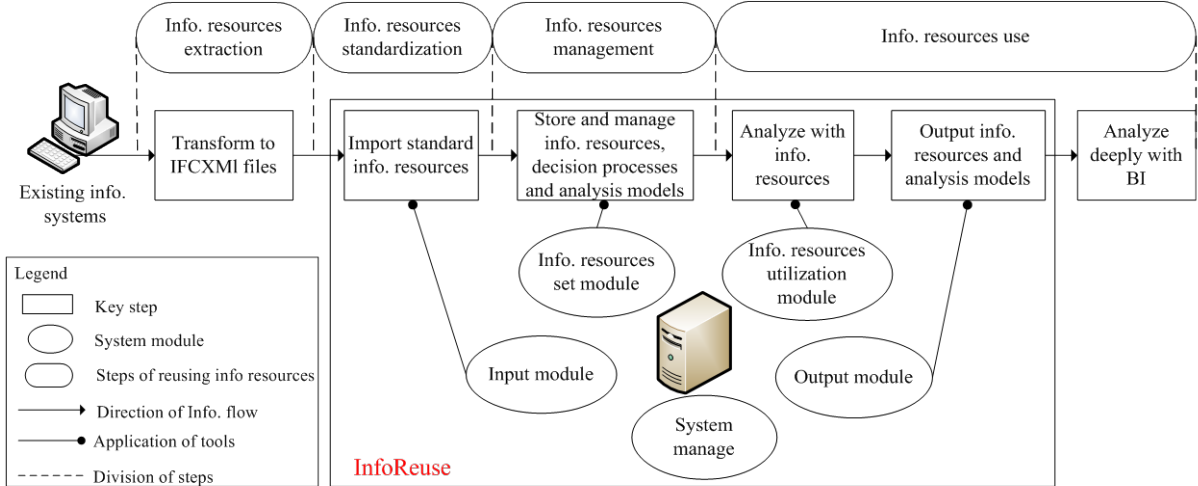 Info. resources
extraction
Info. resources
standardization
Info. resources
management
Info. resources use
Existing info.
systems
Transform to
IFCXMl files
Import standard
info. resources
Store and manage
info. resources,
decision processes
and analysis models
Analyze with
info.
resources
Output info.
resources and
analysis models
Analyze
deeply with
BI
Info. resources
set module
Info. resources
utilization
module
Input module
Output module
System
manage
InfoReuse
Legend
Key step
System module
Steps of reusing info resources
Direction of Info. flow
Application of tools
Division of steps